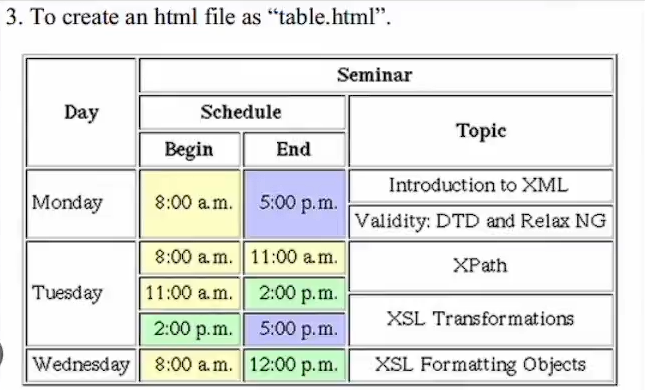 3. To create an html file as “table.html”.
Seminar
Day
Schedule
Topic
Begin
End
Monday
8:00 a.m.
5:00 p.m.
Introduction to XML
Validity: DTD and Relax NG
Tuesday
8:00 a.m.
11:00 a.m.
XPath
11:00 a.m.
2:00 p.m.
XSL Transformations
2:00 p.m.
5:00 p.m.
Wednesday
8:00 a.m.
12:00 p.m.
XSL Formatting Objects